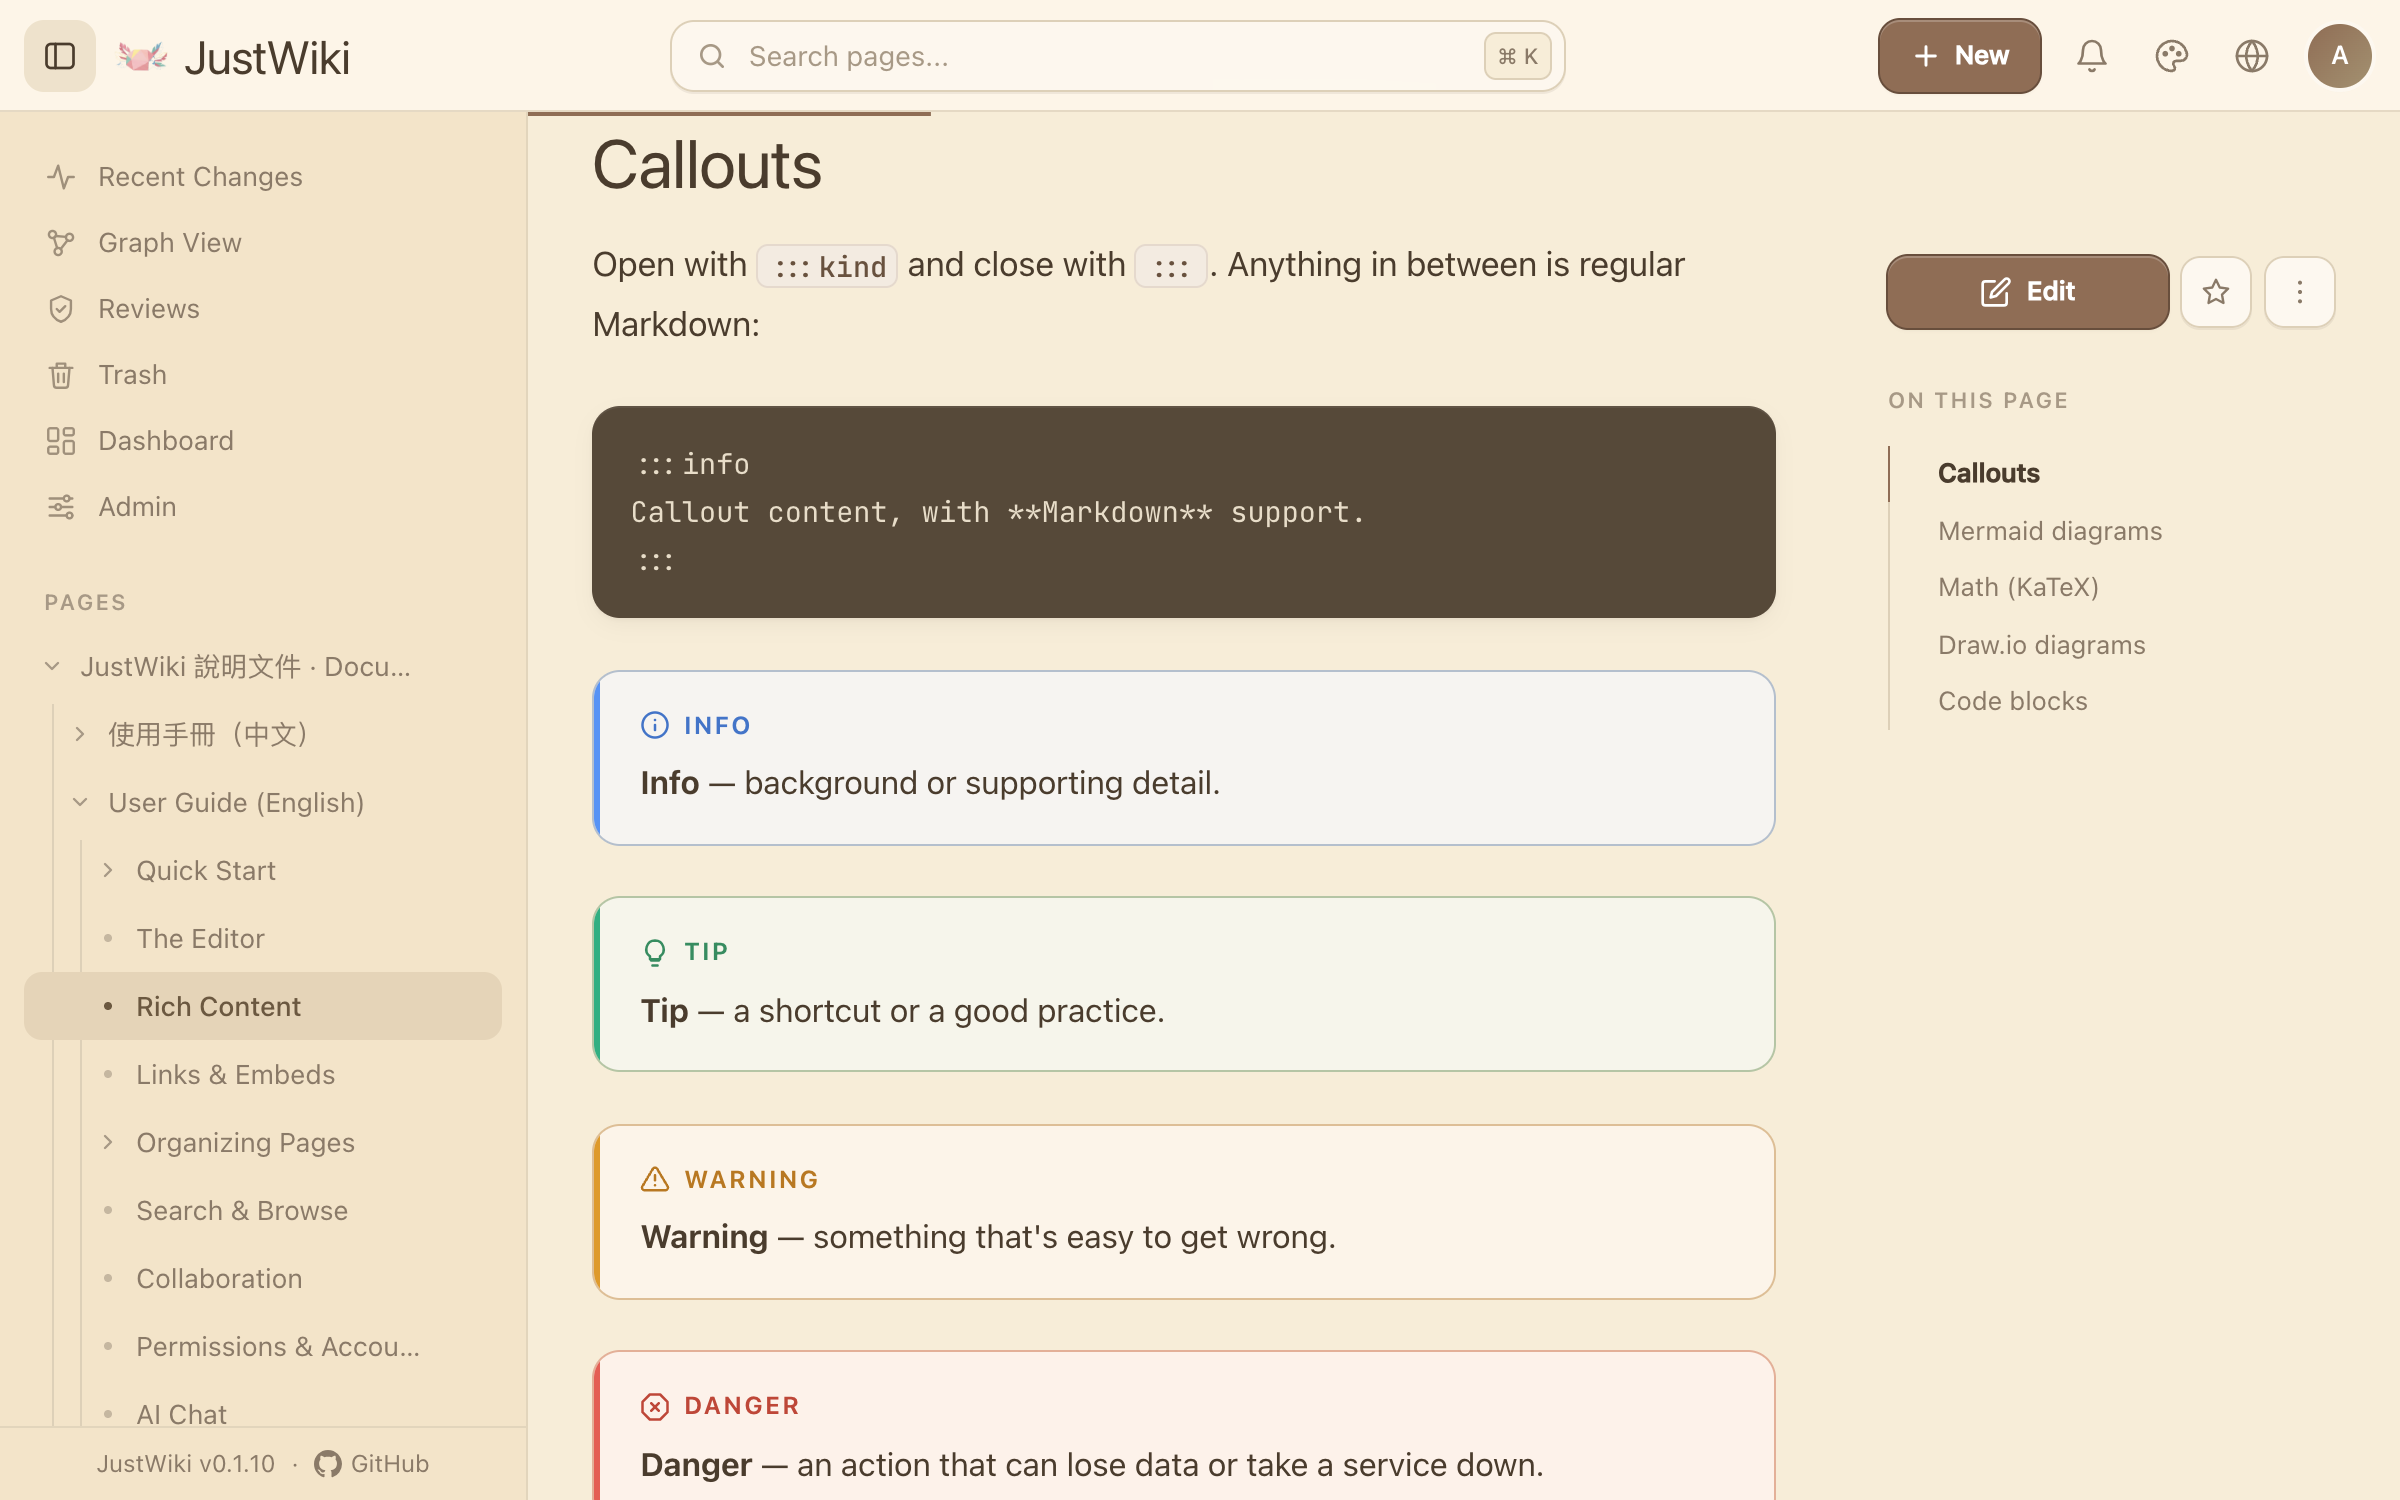 JustWiki
Search pages...
⌘ K
New
A
Recent Changes
Graph View
Reviews
Trash
Dashboard
Admin
PAGES
JustWiki 說明文件 · Docu...
使用手冊（中文）
User Guide (English)
Quick Start
The Editor
Rich Content
Links & Embeds
Organizing Pages
Search & Browse
Collaboration
Permissions & Accou...
AI Chat
JustWiki v0.1.10 · GitHub
Callouts
Open with :::kind and close with :::. Anything in between is regular
Markdown:
:::info
Callout content, with **Markdown** support.
:::
INFO
Info — background or supporting detail.
TIP
Tip — a shortcut or a good practice.
WARNING
Warning — something that's easy to get wrong.
DANGER
Danger — an action that can lose data or take a service down.
Edit
ON THIS PAGE
Callouts
Mermaid diagrams
Math (KaTeX)
Draw.io diagrams
Code blocks